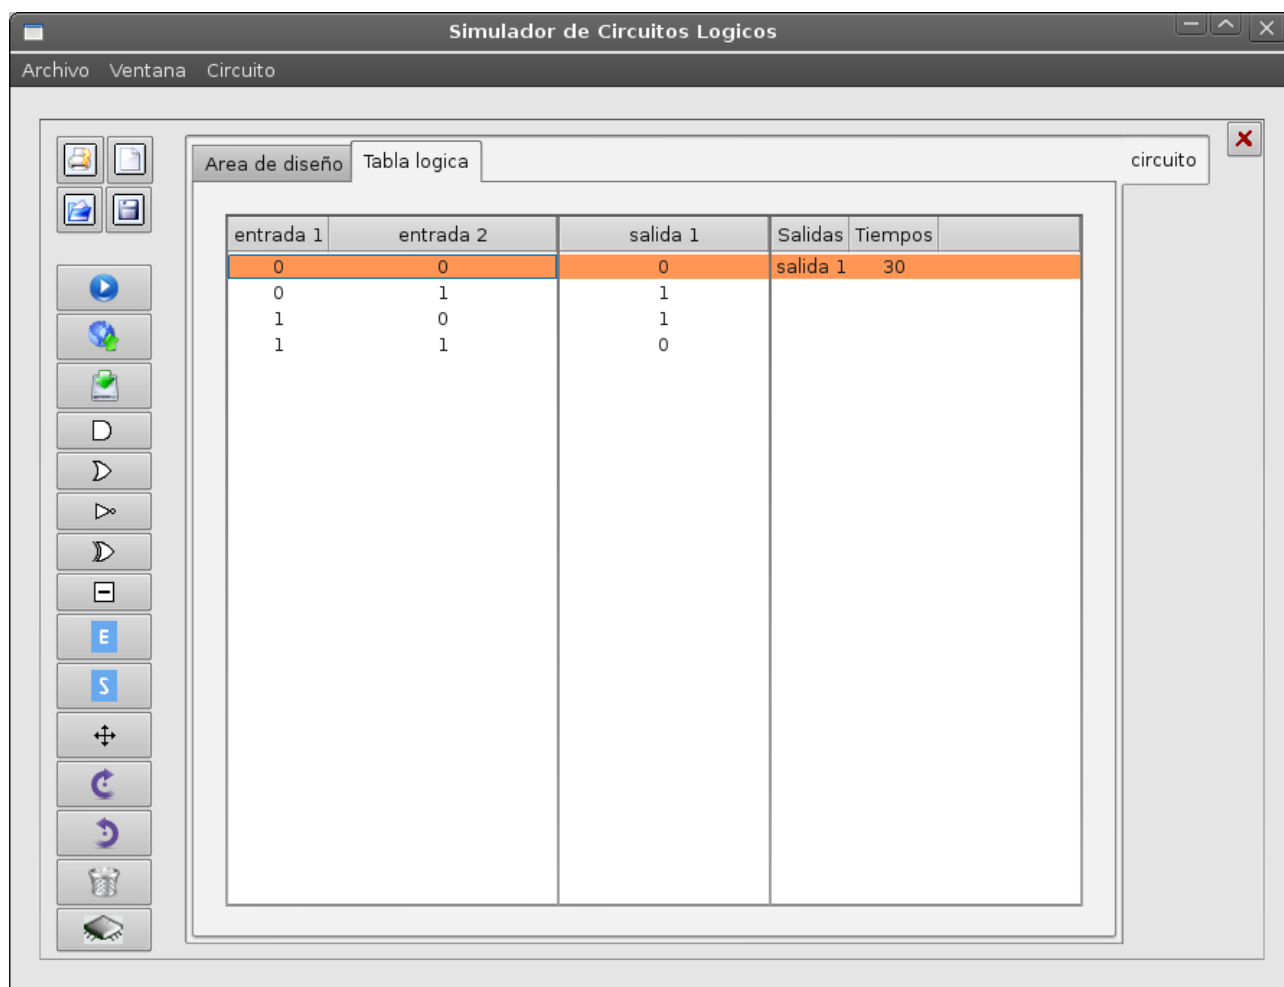 Simulador de Circuitos Logicos
Archivo Ventana Circuito
Area de diseño Tabla logica circuito
entrada 1 entrada 2 salida 1 Salidas Tiempos
0 0 0 salida 1 30
0 1 1
1 0 1
1 1 0
E
S